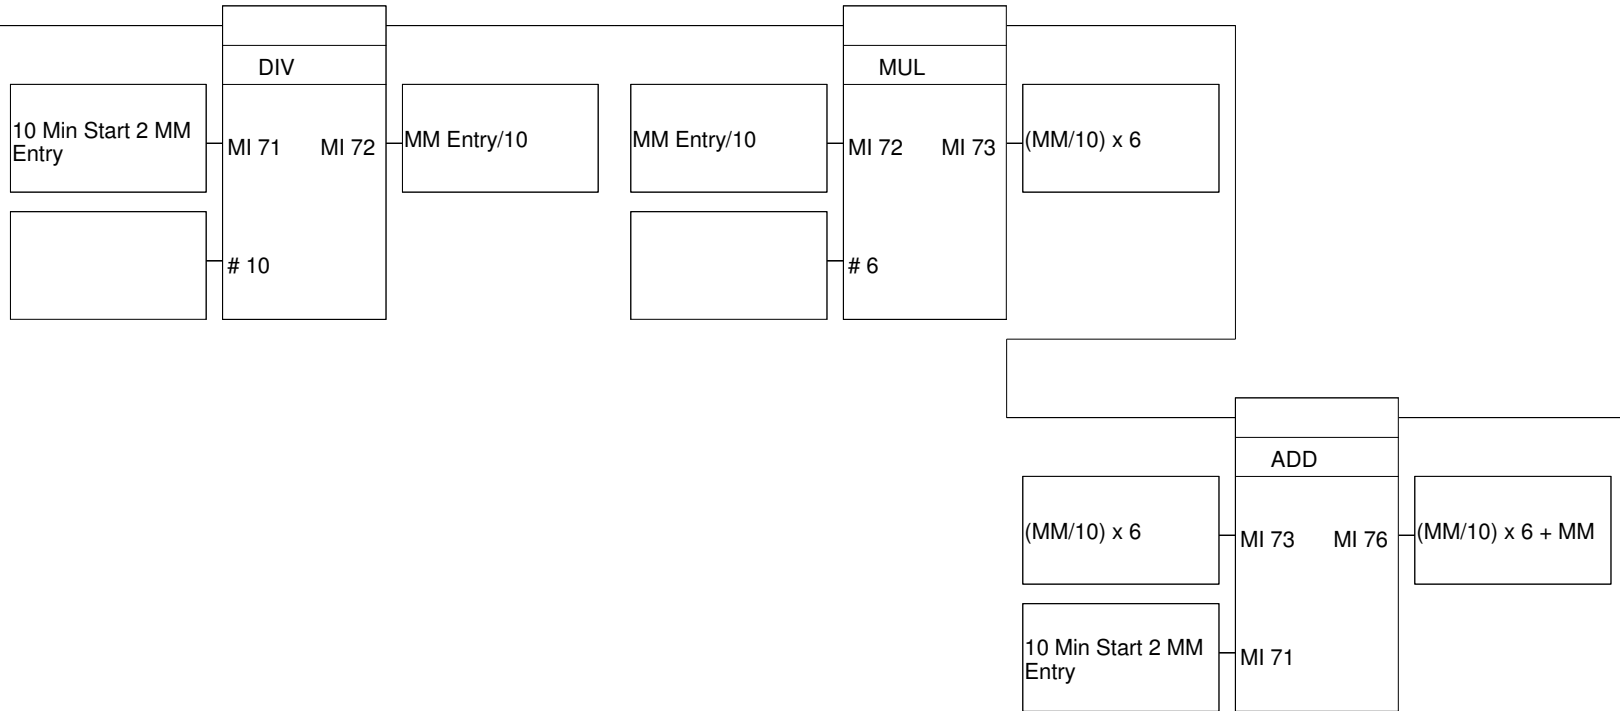 DIV
10 Min Start 2 MM
Entry
MI 71
MI 72
MM Entry/10
# 10
MUL
MM Entry/10
MI 72
MI 73
(MM/10) x 6
# 6
ADD
(MM/10) x 6
MI 73
MI 76
(MM/10) x 6 + MM
10 Min Start 2 MM
Entry
MI 71